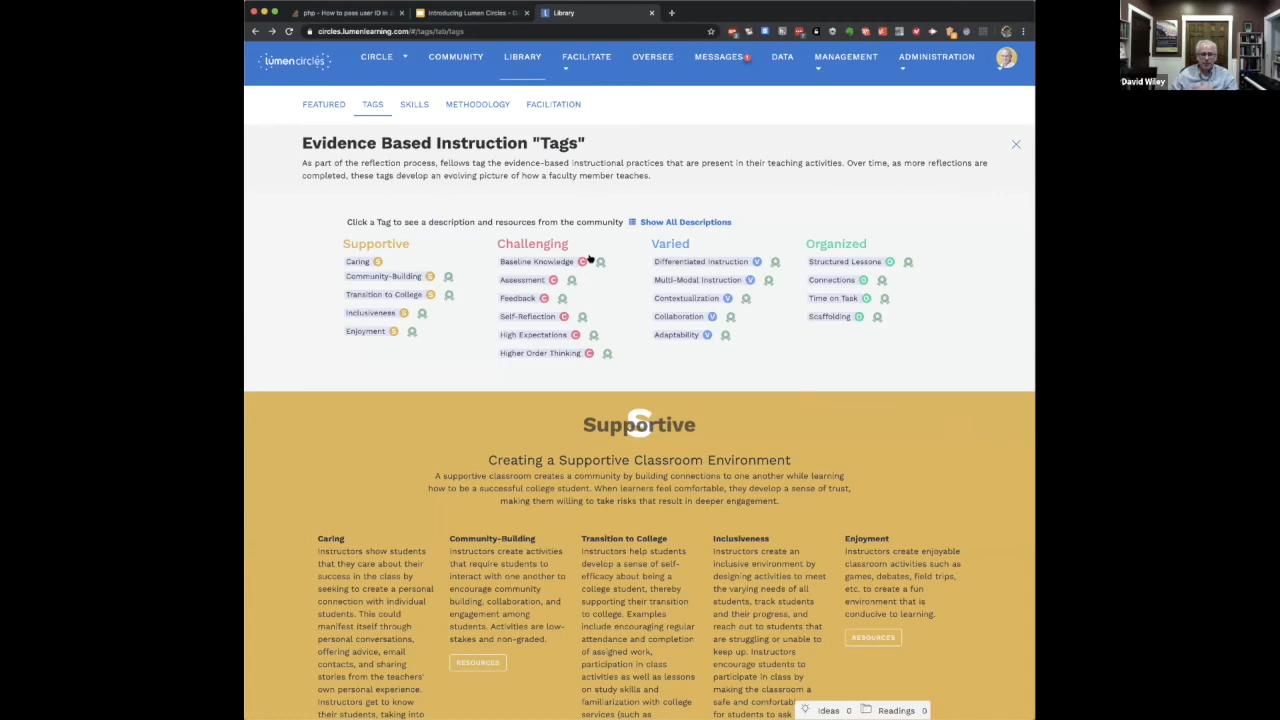 php - How to pass user ID in J
Introducing Lumen Circles - G
Library
circles.lumenlearning.com/#/tags/tab/tags
lumencircles
CIRCLE
COMMUNITY
LIBRARY
FACILITATE
OVERSEE
MESSAGES
DATA
MANAGEMENT
ADMINISTRATION
David Wiley
FEATURED
TAGS
SKILLS
METHODOLOGY
FACILITATION
Evidence Based Instruction "Tags"
As part of the reflection process, fellows tag the evidence-based instructional practices that are present in their teaching activities. Over time, as more reflections are
completed, these tags develop an evolving picture of how a faculty member teaches.
Click a Tag to see a description and resources from the community
Show All Descriptions
Supportive
Caring S
Community-Building S
Transition to College S
Inclusiveness S
Enjoyment S
Challenging
Baseline Knowledge C
Assessment C
Feedback C
Self-Reflection C
High Expectations C
Higher Order Thinking C
Varied
Differentiated Instruction V
Multi-Modal Instruction V
Contextualization V
Collaboration V
Adaptability V
Organized
Structured Lessons O
Connections O
Time on Task O
Scaffolding O
S
Supportive
Creating a Supportive Classroom Environment
A supportive classroom creates a community by building connections to one another while learning
how to be a successful college student. When learners feel comfortable, they develop a sense of trust,
making them willing to take risks that result in deeper engagement.
Caring
Instructors show students
that they care about their
success in the class by
seeking to create a personal
connection with individual
students. This could
manifest itself through
personal conversations,
offering advice, email
contacts, and sharing
stories from the teachers'
own personal experience.
Instructors get to know
their students, taking into
Community-Building
Instructors create activities
that require students to
interact with one another to
encourage community
building, collaboration, and
engagement among
students. Activities are low-
stakes and non-graded.
RESOURCES
Transition to College
Instructors help students
develop a sense of self-
efficacy about being a
college student, thereby
supporting their transition
to college. Examples
include encouraging regular
attendance and completion
of assigned work,
participation in class
activities as well as lessons
on study skills and
familiarization with college
services (such as
Inclusiveness
Instructors create an
inclusive environment by
designing activities to meet
the varying needs of all
students, track students
and their progress, and
reach out to students that
are struggling or unable to
keep up. Instructors
encourage students to
participate in class by
making the classroom a
safe and comfortab
for students to ask
Enjoyment
Instructors create enjoyable
classroom activities such as
games, debates, field trips,
etc. to create a fun
environment that is
conducive to learning.
RESOURCES
Ideas 0
Readings 0